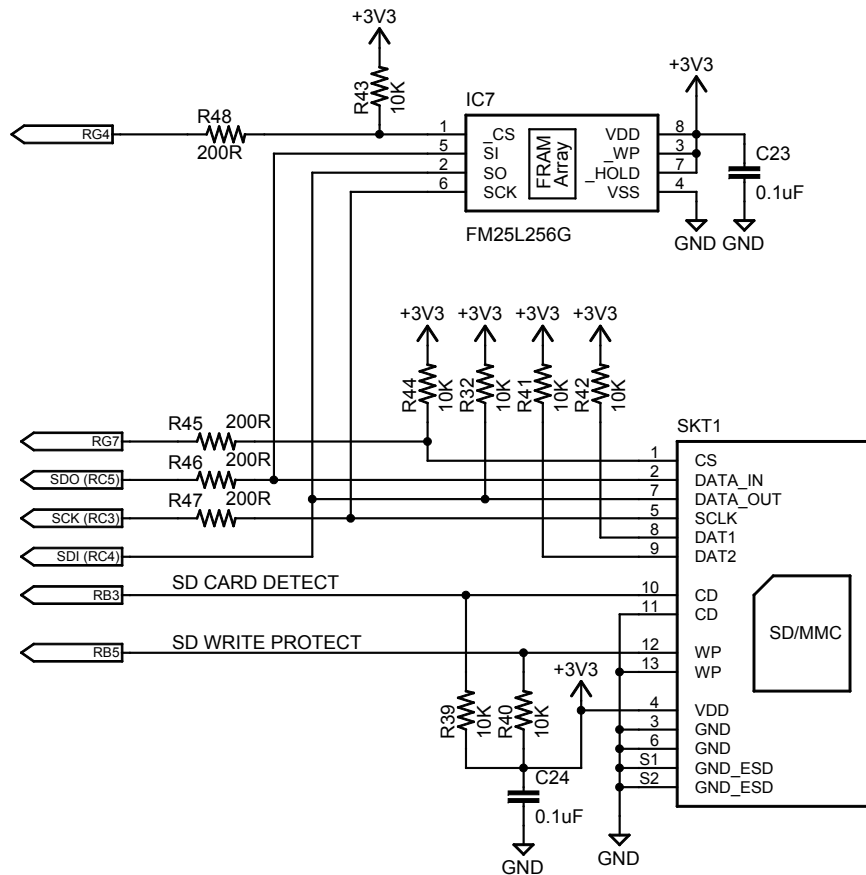 +3V3
R43
10K
+3V3
IC7
RG4
R48
200R
1
5
2
6
_CS
SI
SO
SCK
FRAM
Array
VDD
_WP
_HOLD
VSS
8
3
7
4
C23
0.1uF
FM25L256G
GND
GND
+3V3
+3V3
+3V3
+3V3
R44
10K
R32
10K
R41
10K
R42
10K
SKT1
RG7
R45
200R
SDO (RC5)
R46
200R
SCK (RC3)
R47
200R
SDI (RC4)
1
CS
2
DATA_IN
7
DATA_OUT
5
SCLK
8
DAT1
9
DAT2
RB3
SD CARD DETECT
10
CD
11
CD
SD/MMC
RB5
SD WRITE PROTECT
12
WP
13
WP
R39
10K
R40
10K
+3V3
4
VDD
3
GND
6
GND
S1
GND_ESD
S2
GND_ESD
C24
0.1uF
GND
GND